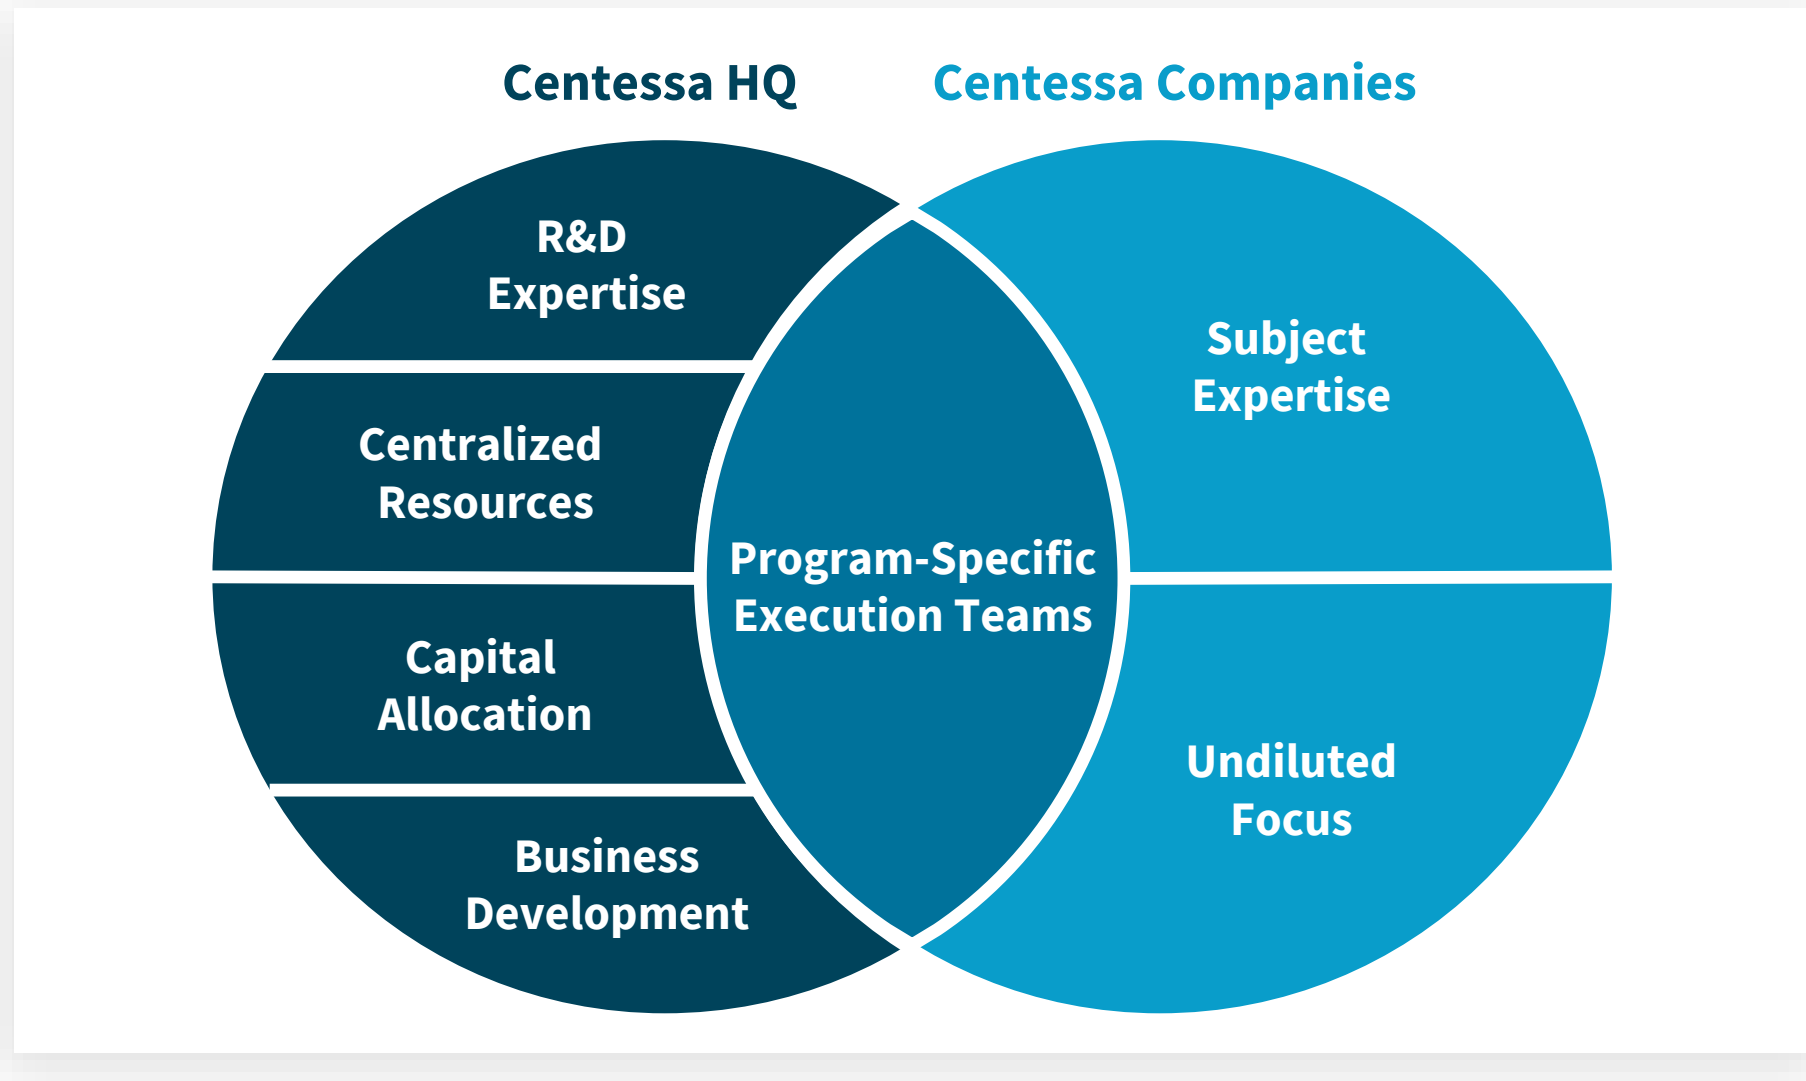 Centessa HQ
Centessa Companies
R&D
Expertise
Centralized
Resources
Capital
Allocation
Business
Development
Program-Specific
Execution Teams
Subject
Expertise
Undiluted
Focus